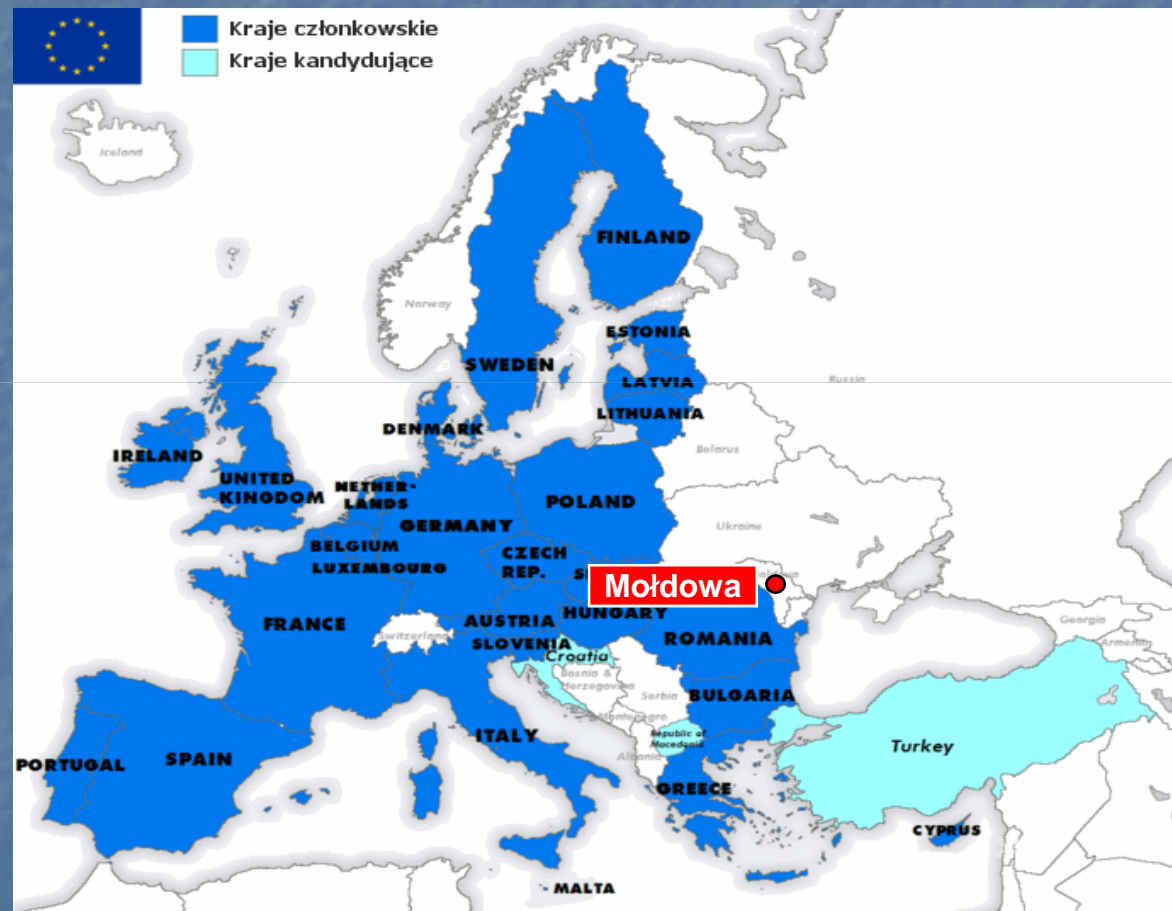 Kraje członkowskie
Kraje kandydujące
Iceland
FINLAND
Norway
ESTONIA
SWEDEN
Russia
LATVIA
LITHUANIA
DENMARK
Belarus
IRELAND
UNITED
KINGDOM
NETHER-
LANDS
POLAND
GERMANY
Ukraine
BELGIUM
CZECH
REP.
LUXEMBOURG
Mołdowa
HUNGARY
FRANCE
AUSTRIA
Switzerland
SLOVENIA
ROMANIA
Georgia
Armenia
Croatia
Bosnia &
Herzegovina
Serbia
BULGARIA
Montenegro
ITALY
Republic of
Macedonia
Albania
Turkey
PORTUGAL
SPAIN
GREECE
CYPRUS
MALTA